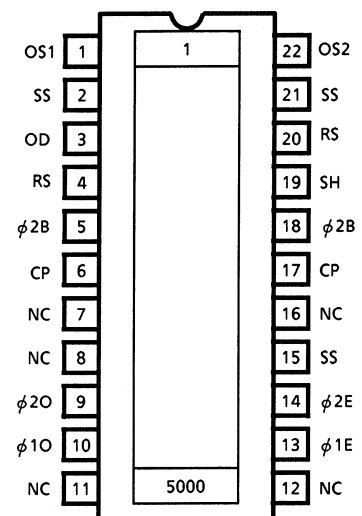 OS1 1 1 22 OS2
SS 2 21 SS
OD 3 20 RS
RS 4 19 SH
ϕ2B 5 18 ϕ2B
CP 6 17 CP
NC 7 16 NC
NC 8 15 SS
ϕ2O 9 14 ϕ2E
ϕ1O 10 13 ϕ1E
NC 11 5000 12 NC